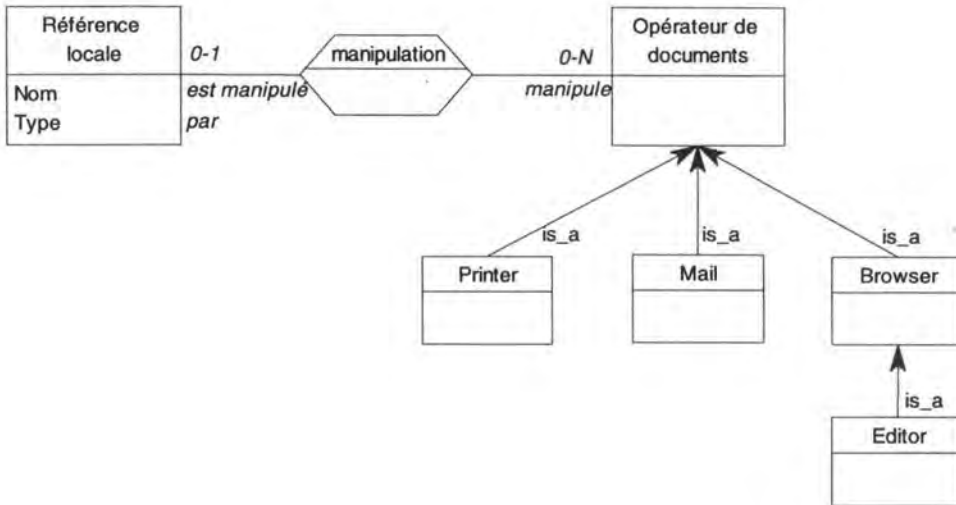 Référence
locale
Nom
Type
0-1
est manipulé
par
manipulation
0-N
manipule
Opérateur de
documents
is_a
is_a
is_a
Printer
Mail
Browser
is_a
Editor